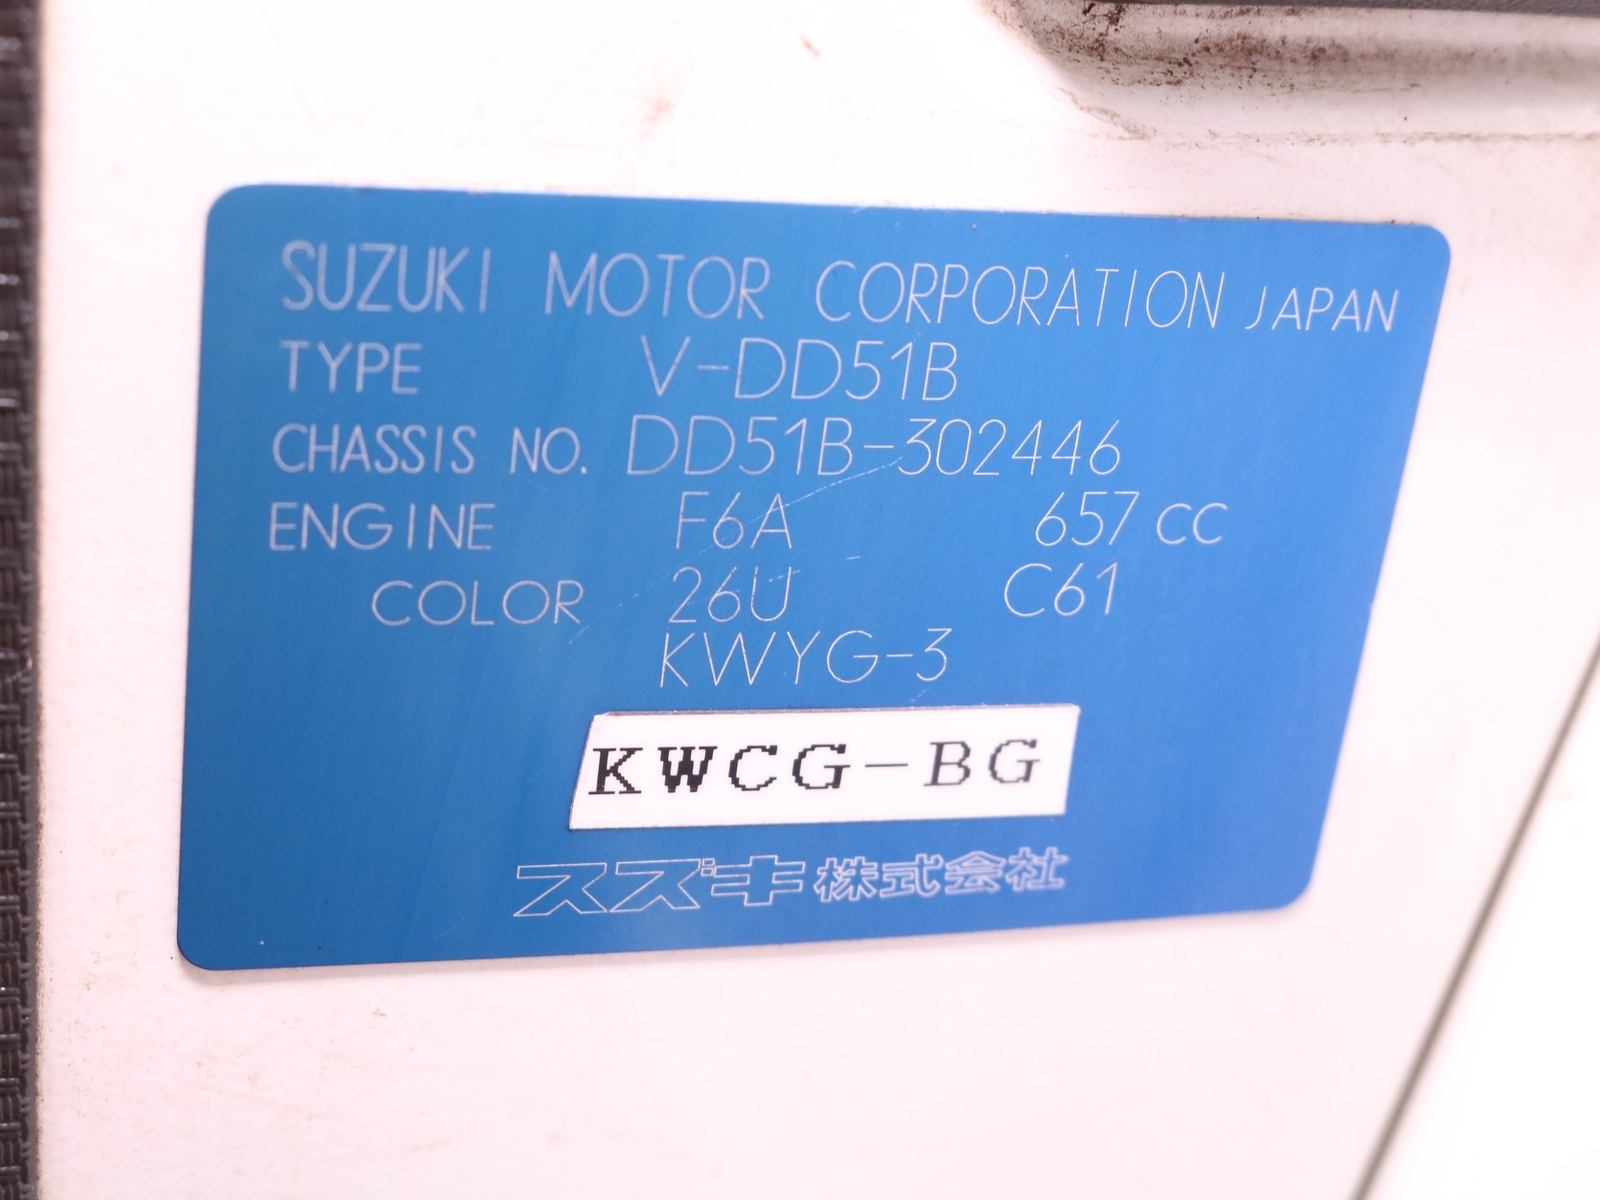 SUZUKI MOTOR CORPORATION JAPAN
TYPE V-DD51B
CHASSIS NO. DD51B-302446
ENGINE F6A 657 CC
COLOR 26U C61
KWYG-3
KWCG-BG
スズキ株式会社